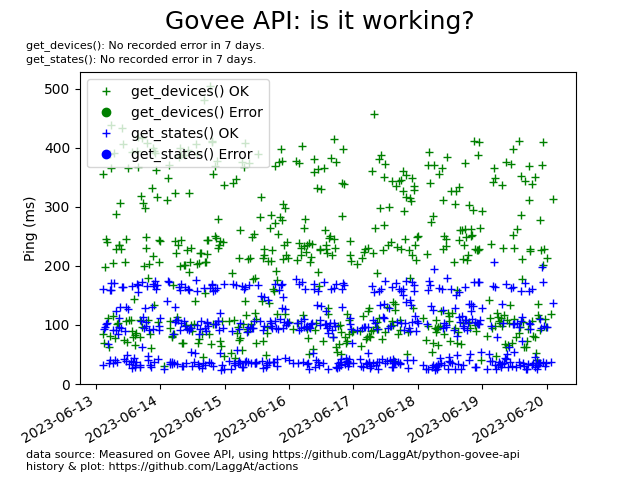 Govee API: is it working?
get_devices(): No recorded error in 7 days.
get_states(): No recorded error in 7 days.
get_devices() OK
get_devices() Error
get_states() OK
get_states() Error
Ping (ms)
500
400
300
200
100
0
2023-06-13
2023-06-14
2023-06-15
2023-06-16
2023-06-17
2023-06-18
2023-06-19
2023-06-20
data source: Measured on Govee API, using https://github.com/LaggAt/python-govee-api
history & plot: https://github.com/LaggAt/actions